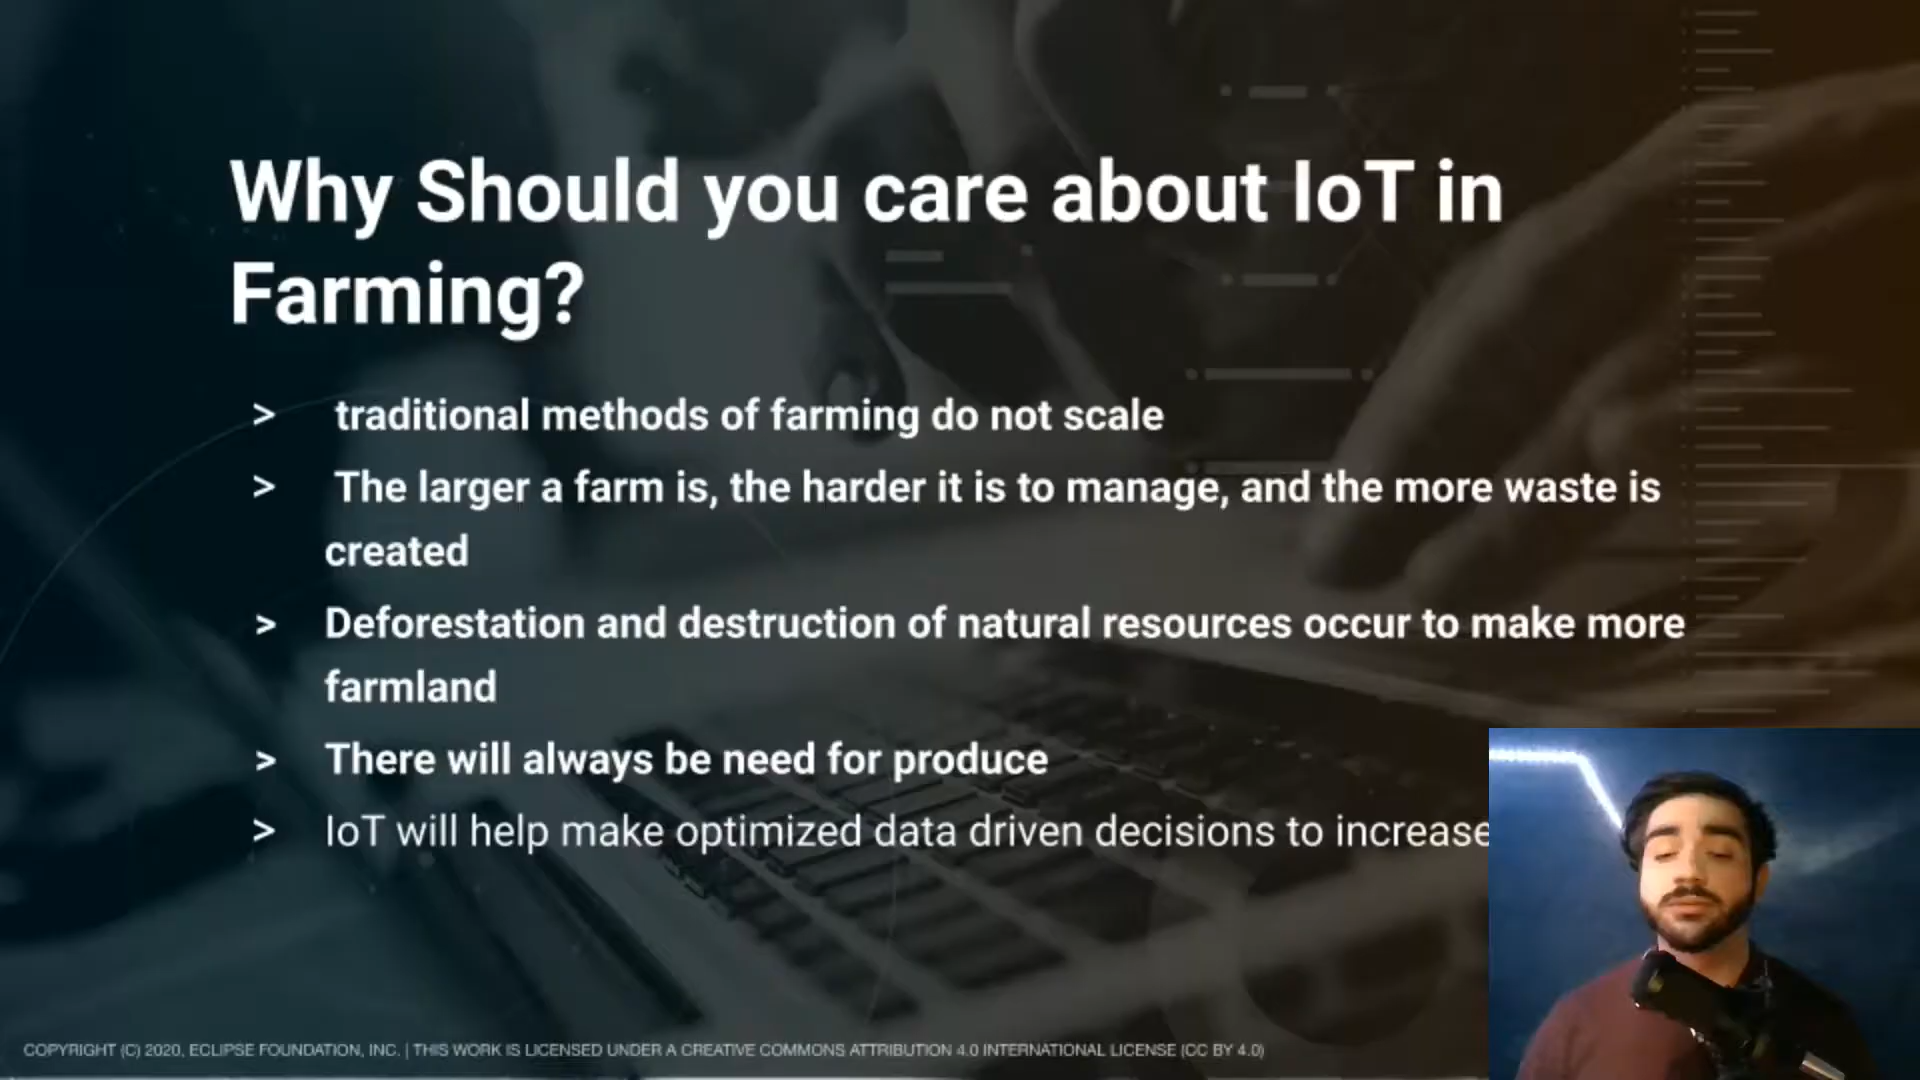 Why Should you care about IoT in
Farming?
> traditional methods of farming do not scale
> The larger a farm is, the harder it is to manage, and the more waste is
created
> Deforestation and destruction of natural resources occur to make more
farmland
> There will always be need for produce
> IoT will help make optimized data driven decisions to increase
COPYRIGHT (C) 2020, ECLIPSE FOUNDATION, INC. | THIS WORK IS LICENSED UNDER A CREATIVE COMMONS ATTRIBUTION 4.0 INTERNATIONAL LICENSE (CC BY 4.0)